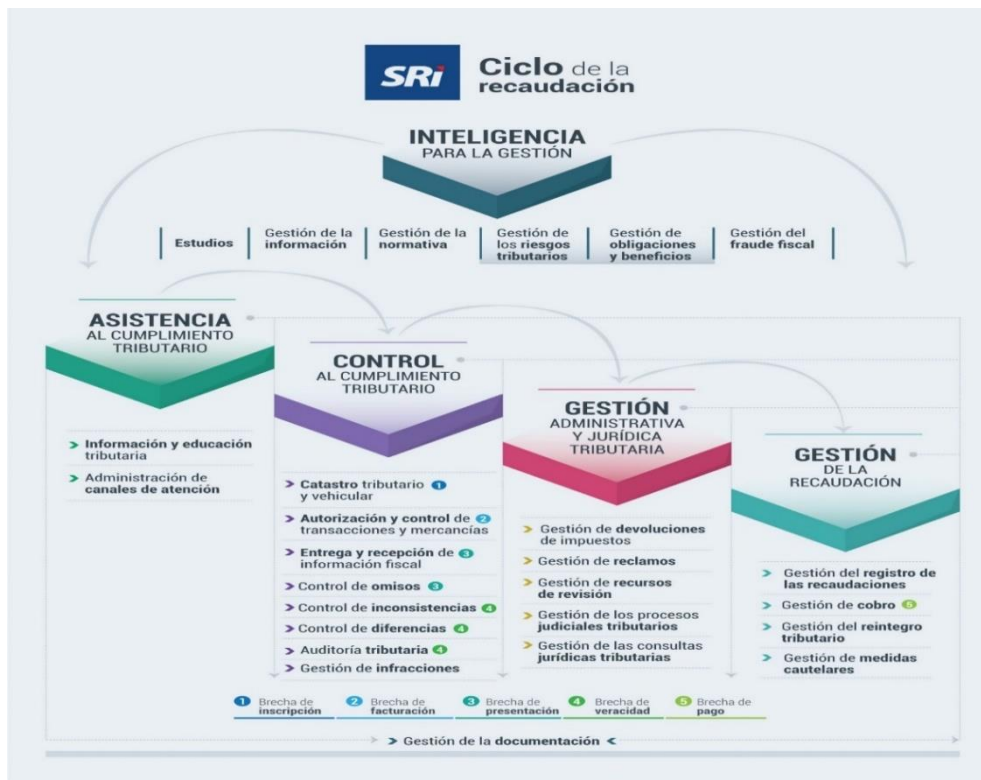 SRi
Ciclo de la
recaudación
INTELIGENCIA
PARA LA GESTIÓN
Estudios
Gestión de la
información
Gestión de la
normativa
Gestión de
los riesgos
tributarios
Gestión de
obligaciones
y beneficios
Gestión del
fraude fiscal
ASISTENCIA
AL CUMPLIMIENTO
TRIBUTARIO
Información y educación
tributaria
Administración de
canales de atención
CONTROL
AL CUMPLIMIENTO
TRIBUTARIO
Catastro tributario 1
y vehicular
Autorización y control de 2
transacciones y mercancías
Entrega y recepción de 3
información fiscal
Control de omisos 3
Control de inconsistencias 4
Control de diferencias 4
Auditoría tributaria 4
Gestión de infracciones
GESTIÓN
ADMINISTRATIVA
Y JURÍDICA
TRIBUTARIA
Gestión de devoluciones
de impuestos
Gestión de reclamos
Gestión de recursos
de revisión
Gestión de los procesos
judiciales tributarios
Gestión de las consultas
jurídicas tributarias
GESTIÓN
DE LA
RECAUDACIÓN
Gestión del registro de
las recaudaciones
Gestión de cobro 5
Gestión del reintegro
tributario
Gestión de medidas
cautelares
1 Brecha de
inscripción
2 Brecha de
facturación
3 Brecha de
presentación
4 Brecha de
veracidad
5 Brecha de
pago
Gestión de la documentación